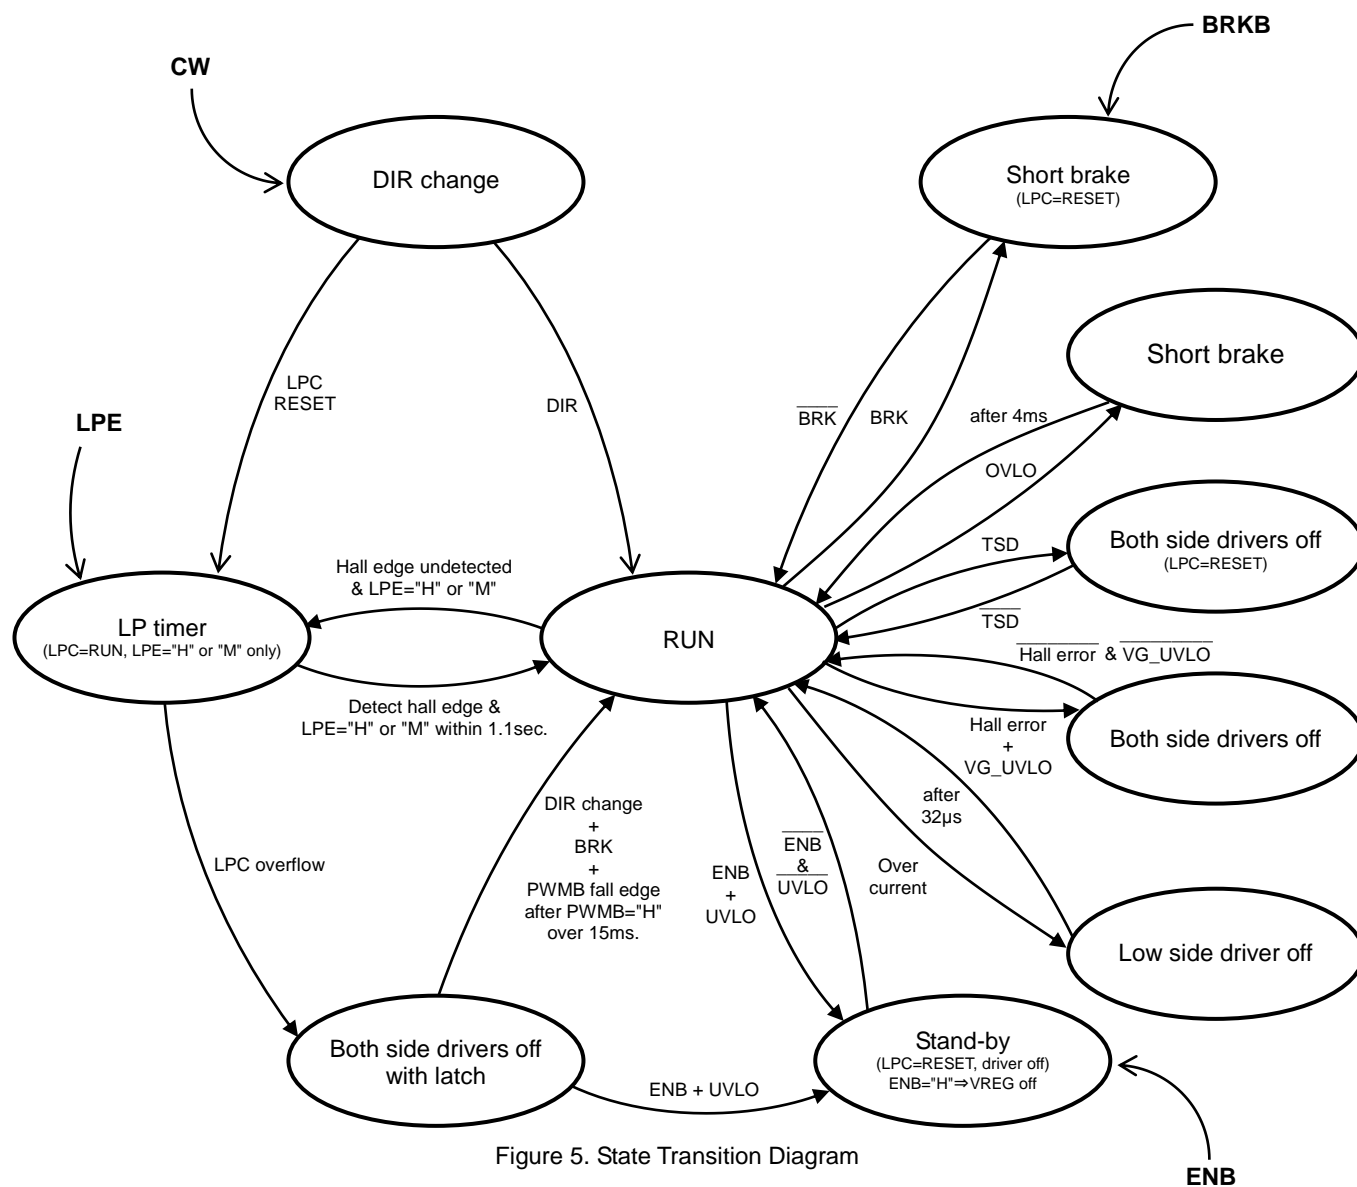 BRKB
CW
DIR change
Short brake
(LPC=RESET)
Short brake
LPC
RESET
DIR
BRK
BRK
after 4ms
OVLO
LPE
Both side drivers off
(LPC=RESET)
TSD
TSD
Hall edge undetected
& LPE="H" or "M"
LP timer
(LPC=RUN, LPE="H" or "M" only)
RUN
Hall error & VG_UVLO
Detect hall edge &
LPE="H" or "M" within 1.1sec.
Hall error
+
VG_UVLO
Both side drivers off
DIR change
+
BRK
+
PWMB fall edge
after PWMB="H"
over 15ms.
after
32µs
LPC overflow
ENB
+
UVLO
ENB
&
UVLO
Over
current
Low side driver off
Both side drivers off
with latch
Stand-by
(LPC=RESET, driver off)
ENB="H"⇒VREG off
ENB + UVLO
ENB
Figure 5. State Transition Diagram